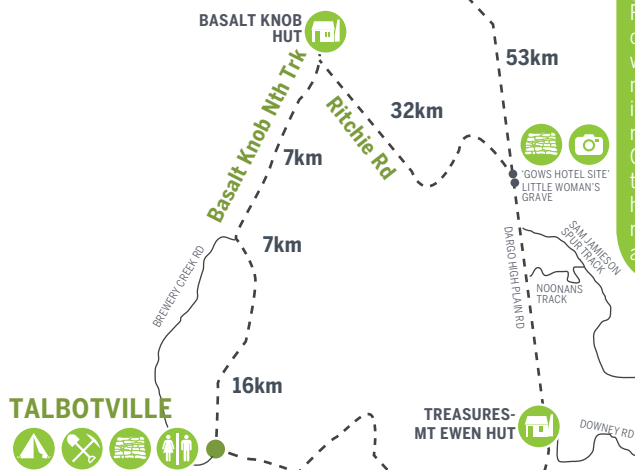 BASALT KNOB
HUT
53km
Basalt Knob Nth Trk
Ritchie Rd
32km
7km
'GOWS HOTEL SITE'
LITTLE WOMAN'S
GRAVE
7km
BREWERY CREEK RD
DARGO HIGH PLAIN RD
SAM JAMIESON
SPUR TRACK
NOONANS
TRACK
16km
TALBOTVILLE
TREASURES-
MT EWEN HUT
DOWNEY RD